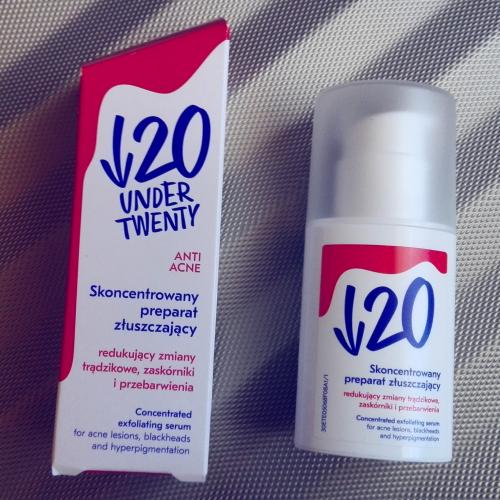 ↓20
UNDER
TWENTY
ANTI
ACNE
Skoncentrowany
preparat
złuszczający
redukujący zmiany
trądzikowe, zaskórniki
i przebarwienia
Concentrated
exfoliating serum
for acne lesions, blackheads
and hyperpigmentation
↓20
Skoncentrowany
preparat złuszczający
redukujący zmiany trądzikowe,
zaskórniki i przebarwienia
Concentrated exfoliating serum
for acne lesions, blackheads
and hyperpigmentation